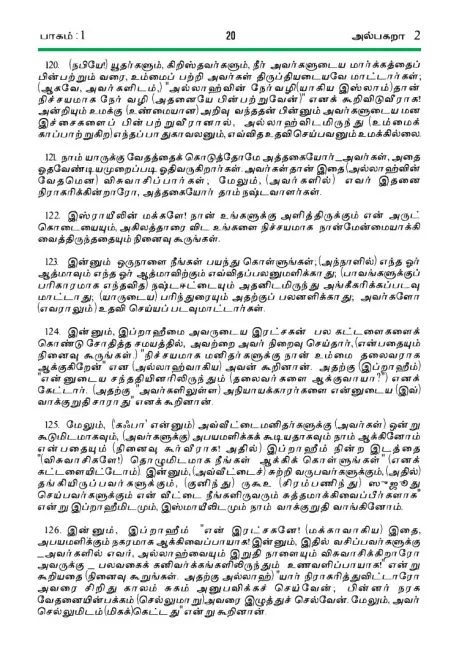 பாகம் : 1 20 அல்பகறா 2
120. (நபியே!) யூதர்களும், கிறிஸ்தவர்களும், நீர் அவர்களுடைய மார்க்கத்தைப்
பின்பற்றும் வரை, உம்மைப் பற்றி அவர்கள் திருப்தியடையவே மாட்டார்கள்;
(ஆகவே, அவர்களிடம்,) "அல்லாஹ்வின் நேர்வழி(யாகிய இஸ்லாம்)தான்
நிச்சயமாக நேர் வழி (அதனையே பின்பற்றுவேன்)" எனக் கூறிவிடுவீராக!
அன்றியும் உமக்கு (உண்மையான)அறிவு வந்ததன் பின்னும் அவர்களுடைய மன
இச்சைகளைப் பின்பற்றுவீரானால், அல்லாஹ்விடமிருந்து (உம்மைக்
காப்பாற்றுகிற)எந்தப்பாதுகாவலனும்,எவ்விதஉதவிசெய்பவனும்உமக்கில்லை.
121. நாம் யாருக்கு வேதத்தைக் கொடுத்தோமோ அத்தகையோர்_அவர்கள், அதை
ஓதவேண்டியமுறைப்படி ஓதிவருகிறார்கள். அவர்கள்தான் இதை(அல்லாஹ்வின்
வேதமென) விசுவாசிப்பார்கள்; மேலும், (அவர்களில்) எவர் இதனை
நிராகரிக்கின்றாரோ, அத்தகையோர் தாம் நஷ்டவாளர்கள்.
122. இஸ்ராயீலின் மக்களே! நான் உங்களுக்கு அளித்திருக்கும் என் அருட்
கொடையையும், அகிலத்தாரை விட உங்களை நிச்சயமாக நான்மேன்மையாக்கி
வைத்திருந்ததையும் நினைவு கூருங்கள்.
123. இன்னும் ஒருநாளை நீங்கள் பயந்து கொள்ளுங்கள்; (அந்நாளில்) எந்த ஓர்
ஆத்மாவும் எந்த ஓர் ஆத்மாவிற்கும் எவ்விதப்பலனுமளிக்காது; (பாவங்களுக்குப்
பரிகாரமாக எந்தவித) நஷ்டஈட்டையும் அதனிடமிருந்து அங்கீகரிக்கப்படவு
மாட்டாது; (யாருடைய) பரிந்துரையும் அதற்குப் பலனளிக்காது; அவர்களோ
(எவராலும்) உதவி செய்யப் படவுமாட்டார்கள்.
124. இன்னும், இப்றாஹீமை அவருடைய இரட்சகன் பல கட்டளைகளைக்
கொண்டு சோதித்த சமயத்தில், அவற்றை அவர் நிறைவு செய்தார்,(என்பதையும்
நினைவு கூருங்கள்.) "நிச்சயமாக மனிதர்களுக்கு நான் உம்மை தலைவராக
ஆக்குகிறேன்" என (அல்லாஹ்வாகிய) அவன் கூறினான். அதற்கு (இப்றாஹீம்)
"என்னுடைய சந்ததியினரிலிருந்தும் (தலைவர்களை ஆக்குவாயா?)" எனக்
கேட்டார். (அதற்கு "அவர்களிலுள்ள) அநியாயக்காரர்களை என்னுடைய (இவ்)
வாக்குறுதி சாராது" எனக் கூறினான்.
125. மேலும், (கஃபா' என்னும்) அவ்வீட்டைமனிதர்களுக்கு (அவர்கள்) ஒன்று
கூடுமிடமாகவும், (அவர்களுக்கு) அபயமளிக்கக் கூடியதாகவும் நாம் ஆக்கினோம்
என்பதையும் (நினைவு கூர்வீராக! அதில்) இப்றாஹீம் நின்ற இடத்தை
"(விசுவாசிகளே!) தொழுமிடமாக நீங்கள் ஆக்கிக் கொள்ளுங்கள்" (எனக்
கட்டளையிட்டோம்). இன்னும்,(அவ்வீட்டைச்)சுற்றி வருபவர்களுக்கும்,(அதில்)
தங்கியிருப்பவர்களுக்கும், (குனிந்து) ருகூஉ (சிரம்பணிந்து) ஸுஜூது
செய்பவர்களுக்கும் என் வீட்டை நீங்களிருவரும் சுத்தமாக்கிவைப்பீர்களாக"
என்று இப்றாஹீமிடமும், இஸ்மாயீலிடமும் நாம் வாக்குறுதி வாங்கினோம்.
126. இன்னும், இப்றாஹீம் "என் இரட்சகனே! (மக்காவாகிய) இதை,
அபயமளிக்கும் நகரமாக ஆக்கிவைப்பாயாக! இன்னும், இதில் வசிப்பவர்களுக்கு
_அவர்களில் எவர், அல்லாஹ்வையும் இறுதி நாளையும் விசுவாசிக்கிறாரோ
அவருக்கு _ பலவகைக் கனிவர்க்கங்களிலிருந்தும் உணவளிப்பாயாக!" என்று
கூறியதை (நினைவு கூறுங்கள். அதற்கு அல்லாஹ்) "யார் நிராகரித்துவிட்டாரோ
அவரை சிறிது காலம் சுகம் அனுபவிக்கச் செய்வேன்; பின்னர் நரக
வேதனையின்பக்கம் (செல்லுமாறு)அவரை இழுத்துச் செல்வேன். மேலும், அவர்
செல்லுமிடம் (மிகக்)கெட்டது" என்று கூறினான்.